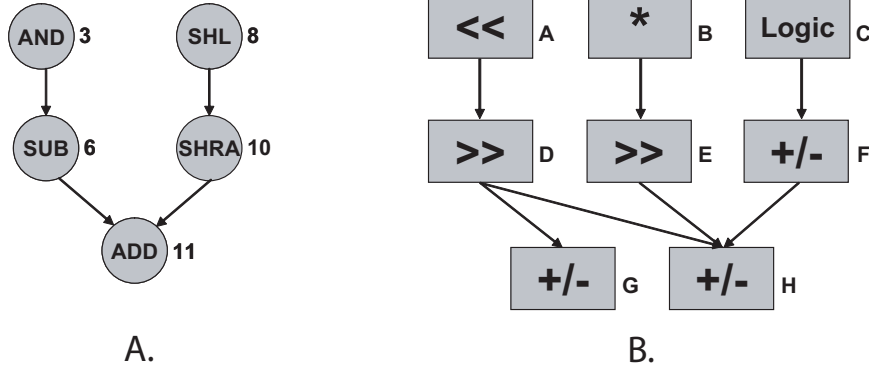 AND 3 SHL 8
SUB 6 SHRA 10
ADD 11
A.
<< A * B Logic C
>> D >> E +/- F
+/- G +/- H
B.